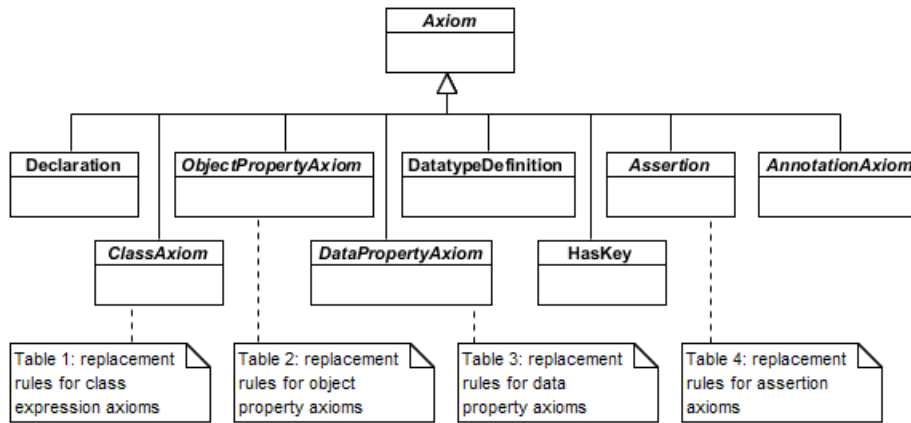 Axiom
Declaration
ObjectPropertyAxiom
DatatypeDefinition
Assertion
AnnotationAxiom
ClassAxiom
DataPropertyAxiom
HasKey
Table 1: replacement
rules for class
expression axioms
Table 2: replacement
rules for object
property axioms
Table 3: replacement
rules for data
property axioms
Table 4: replacement
rules for assertion
axioms